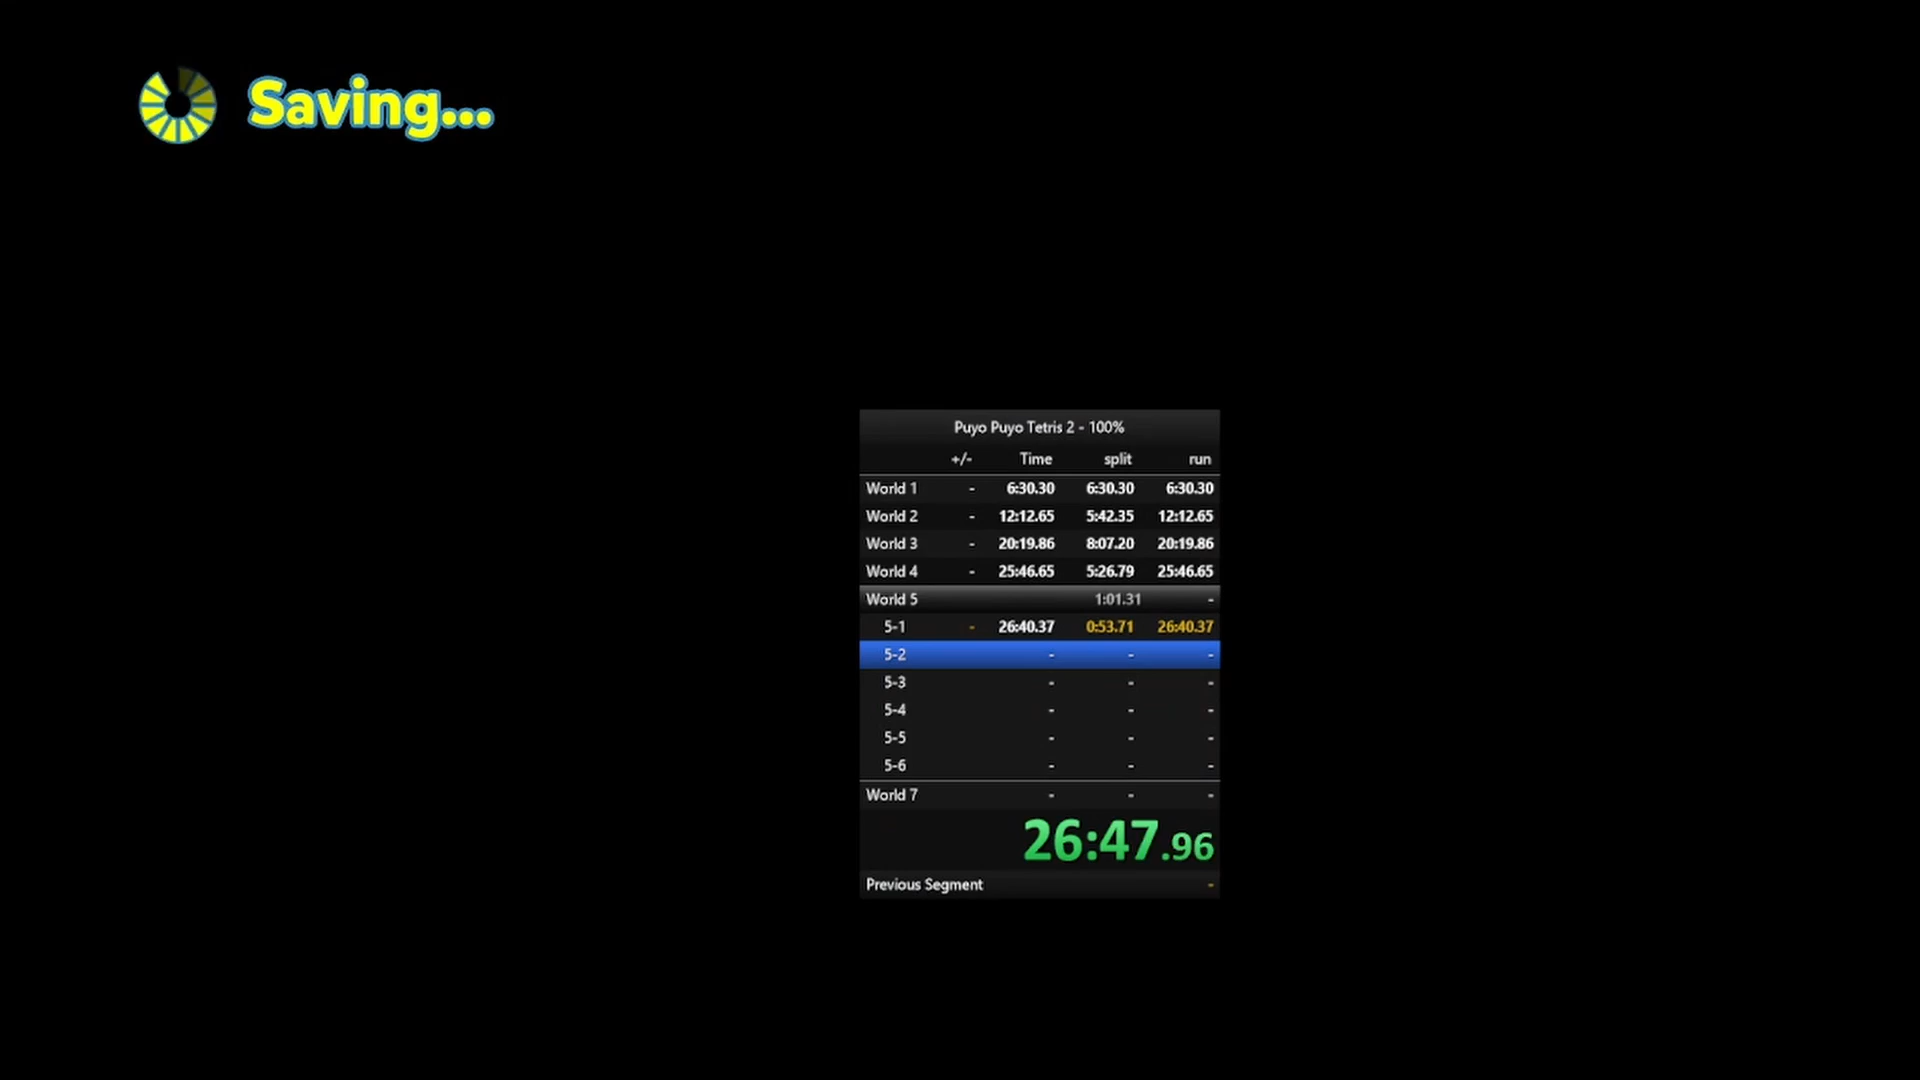 Saving...
Puyo Puyo Tetris 2 - 100%
+/- Time split run
World 1 - 6:30.30 6:30.30 6:30.30
World 2 - 12:12.65 5:42.35 12:12.65
World 3 - 20:19.86 8:07.20 20:19.86
World 4 - 25:46.65 5:26.79 25:46.65
World 5 1:01.31 -
5-1 - 26:40.37 0:53.71 26:40.37
5-2 - - -
5-3 - - -
5-4 - - -
5-5 - - -
5-6 - - -
World 7 - - -
26:47.96
Previous Segment -